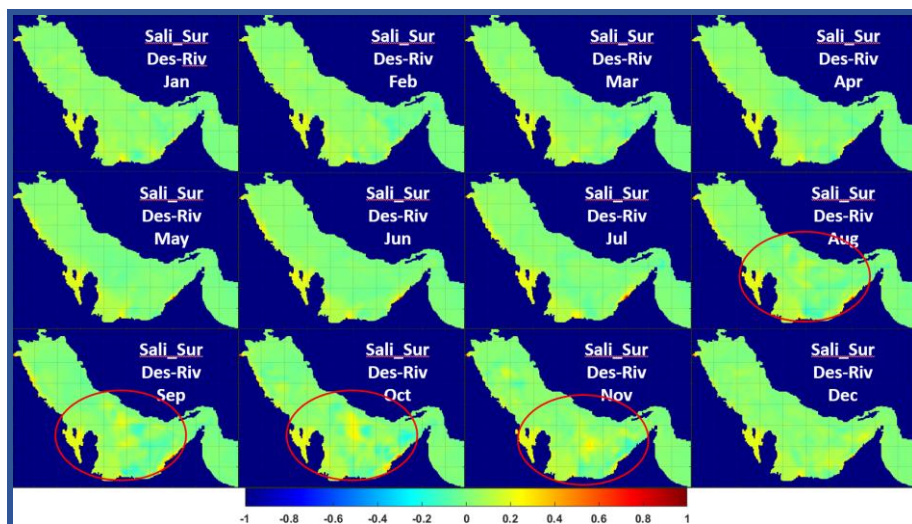 Sali_Sur
Des-Riv
Jan
Sali_Sur
Des-Riv
Feb
Sali_Sur
Des-Riv
Mar
Sali_Sur
Des-Riv
Apr
Sali_Sur
Des-Riv
May
Sali_Sur
Des-Riv
Jun
Sali_Sur
Des-Riv
Jul
Sali_Sur
Des-Riv
Aug
Sali_Sur
Des-Riv
Sep
Sali_Sur
Des-Riv
Oct
Sali_Sur
Des-Riv
Nov
Sali_Sur
Des-Riv
Dec
-1 -0.8 -0.6 -0.4 -0.2 0 0.2 0.4 0.6 0.8 1